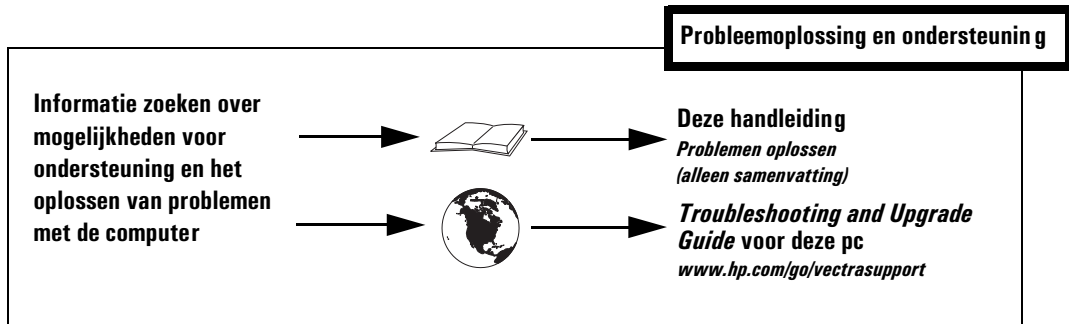 Probleemoplossing en ondersteuning
Informatie zoeken over
mogelijkheden voor
ondersteuning en het
oplossen van problemen
met de computer
Deze handleiding
Problemen oplossen
(alleen samenvatting)
Troubleshooting and Upgrade
Guide voor deze pc
www.hp.com/go/vectrasupport